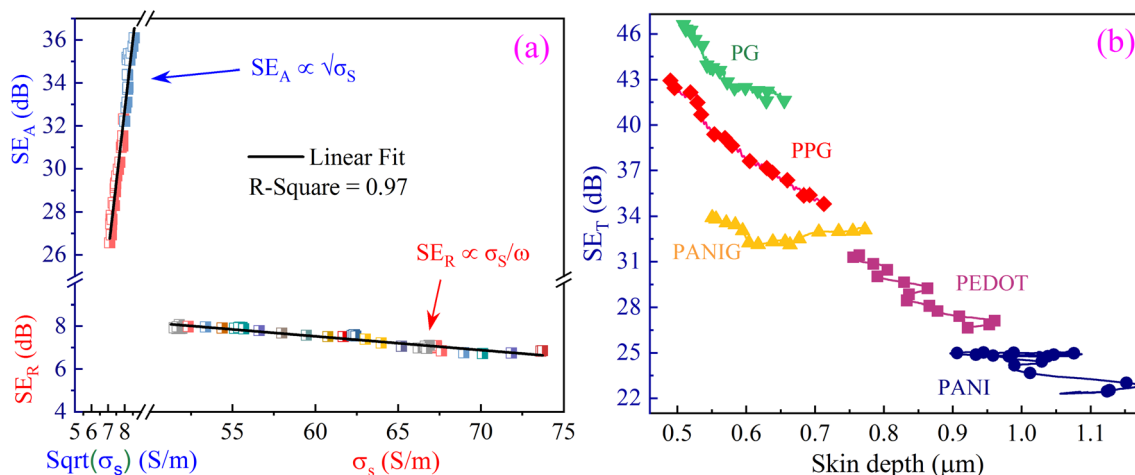 (a)
36
34
32
30
28
26
SE_A (dB)
SE_A ∝ √σ_S
Linear Fit
R-Square = 0.97
SE_R ∝ σ_S/ω
10
8
6
4
SE_R (dB)
5 6 7 8 55 60 65 70 75
Sqrt(σ_s) (S/m) σ_s (S/m)
(b)
46
43
40
37
34
31
28
25
22
SE_T (dB)
PG
PPG
PANIG
PEDOT
PANI
0.5 0.6 0.7 0.8 0.9 1.0 1.1
Skin depth (μm)